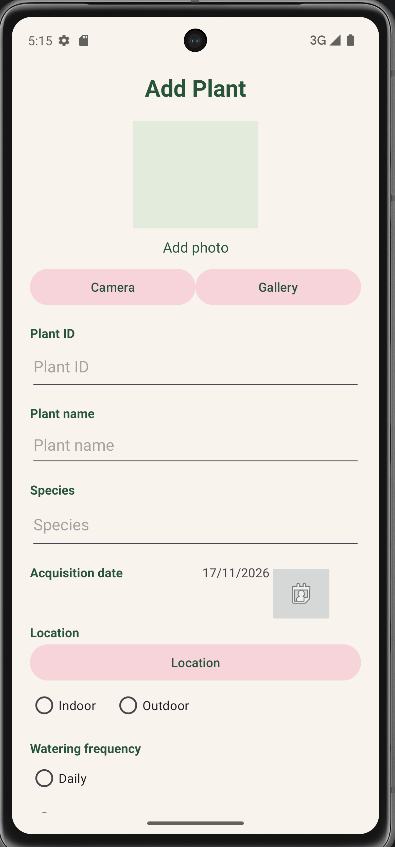 5:15
3G
Add Plant
Add photo
Camera Gallery
Plant ID
Plant ID
Plant name
Plant name
Species
Species
Acquisition date 17/11/2026
Location
Location
Indoor Outdoor
Watering frequency
Daily